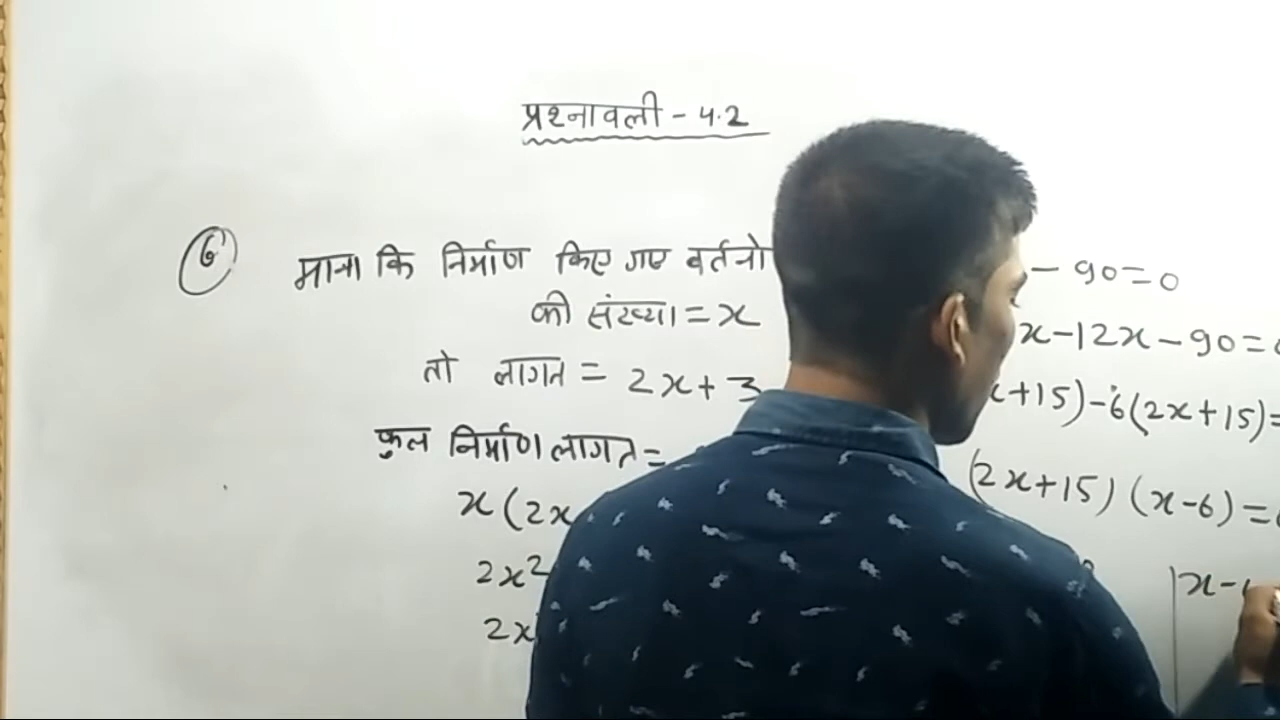 प्रश्नावली - 4.2
6 माना कि निर्माण किए गए बर्तनो
की संख्या = x
तो लागत = 2x + 3
कुल निर्माण लागत =
x (2x
2x²
2x
- 90 = 0
x - 12x - 90 =
+ 15) - 6(2x + 15) =
(2x + 15) (x - 6) =
x -